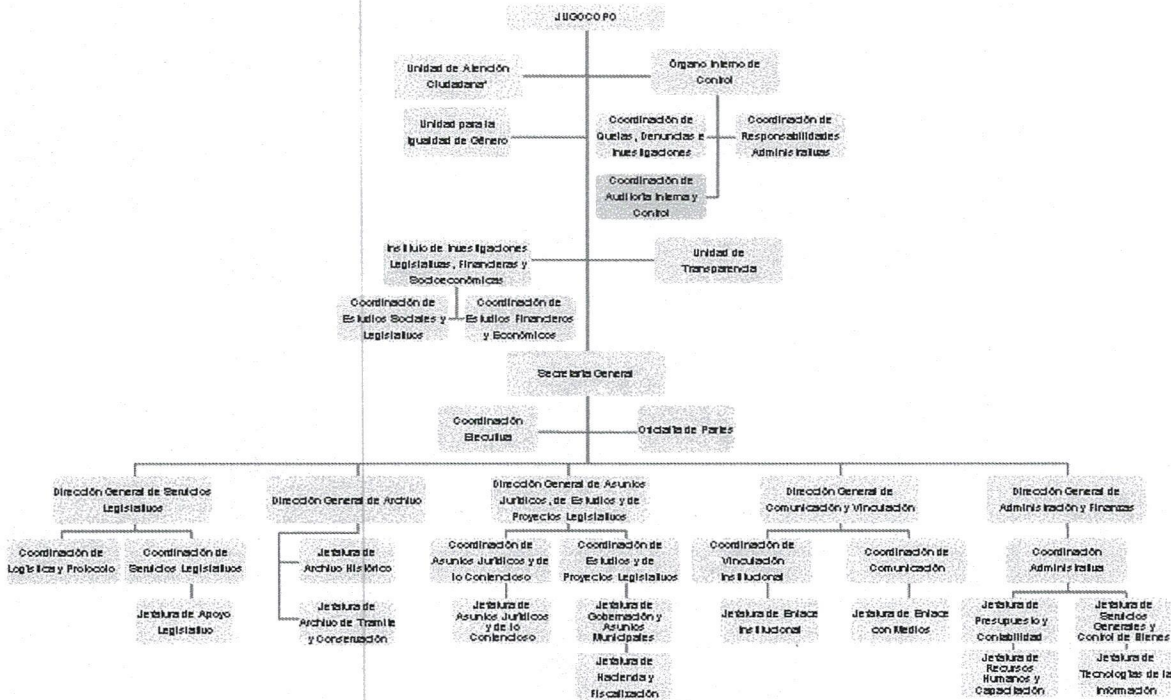 JUGOCOPO
Unidad de Atención
Ciudadana*
Órgano Interno de
Control
Unidad para la
Igualdad de Género
Coordinación de
Quejas, Denuncias e
Investigaciones
Coordinación de
Responsabilidades
Administrativas
Coordinación de
Auditoría Interna y
Control
Instituto de Investigaciones
Legislativas, Financieras y
Socioeconómicas
Unidad de
Transparencia
Coordinación de
Estudios Sociales y
Legislativos
Coordinación de
Estudios Financieros
y Económicos
Secretaría General
Coordinación
Ejecutiva
Oficialía de Partes
Dirección General de Servicios
Legislativos
Dirección General de Archivo
Dirección General de Asuntos
Jurídicos, de Estudios y de
Proyectos Legislativos
Dirección General de
Comunicación y Vinculación
Dirección General de
Administración y Finanzas
Coordinación de
Logística y Protocolo
Coordinación de
Servicios Legislativos
Jefatura de
Archivo Histórico
Coordinación de
Asuntos Jurídicos y de
lo Contencioso
Coordinación de
Estudios y de
Proyectos Legislativos
Coordinación de
Vinculación
Institucional
Coordinación de
Comunicación
Coordinación
Administrativa
Jefatura de Apoyo
Legislativo
Jefatura de
Archivo de Tramite
y Conservación
Jefatura de
Asuntos Jurídicos
y de lo
Contencioso
Jefatura de
Gobernación y
Asuntos
Municipales
Jefatura de Enlace
Institucional
Jefatura de Enlace
con Medios
Jefatura de
Presupuesto y
Contabilidad
Jefatura de
Servicios
Generales y
Control de Bienes
Jefatura de
Hacienda y
Fiscalización
Jefatura de
Recursos
Humanos y
Capacitación
Jefatura de
Tecnologías de la
Información